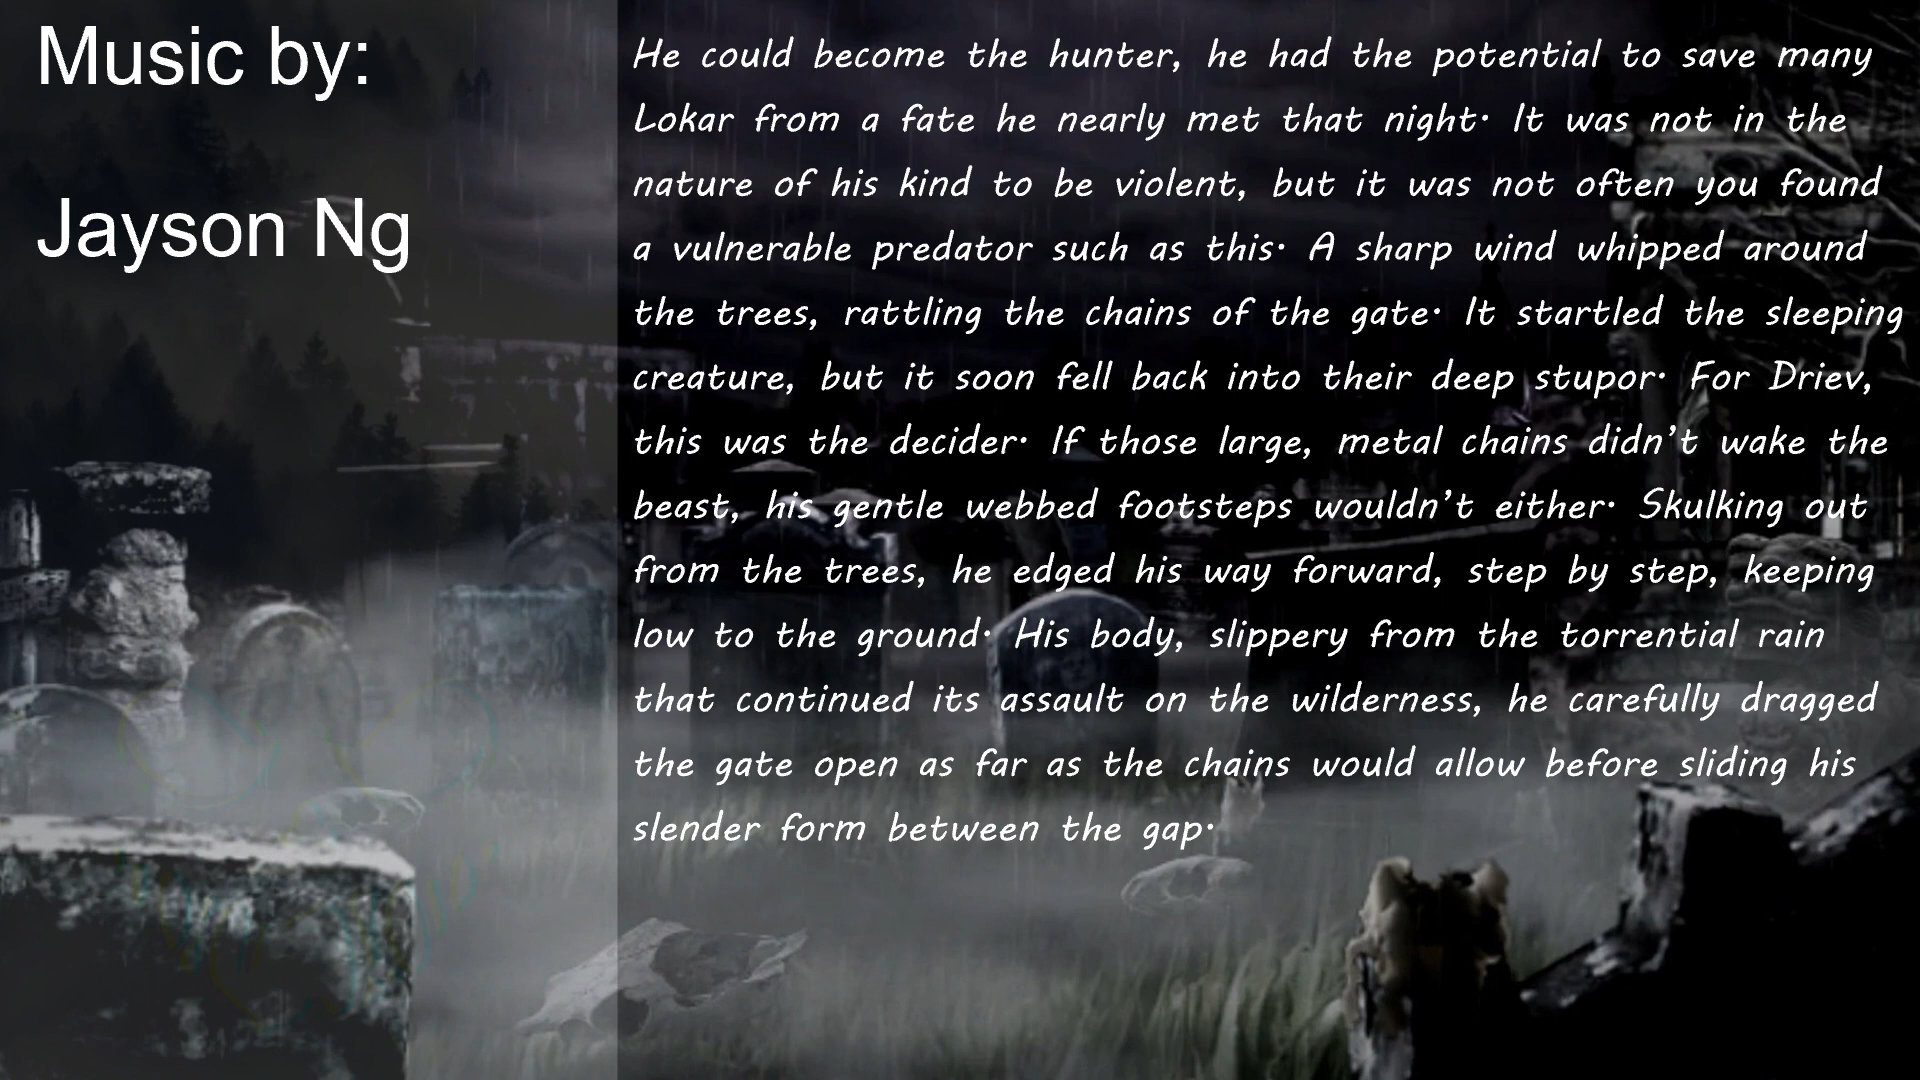 Music by:
Jayson Ng
He could become the hunter, he had the potential to save many
Lokar from a fate he nearly met that night. It was not in the
nature of his kind to be violent, but it was not often you found
a vulnerable predator such as this. A sharp wind whipped around
the trees, rattling the chains of the gate. It startled the sleeping
creature, but it soon fell back into their deep stupor. For Driev,
this was the decider. If those large, metal chains didn't wake the
beast, his gentle webbed footsteps wouldn't either. Skulking out
from the trees, he edged his way forward, step by step, keeping
low to the ground. His body, slippery from the torrential rain
that continued its assault on the wilderness, he carefully dragged
the gate open as far as the chains would allow before sliding his
slender form between the gap.